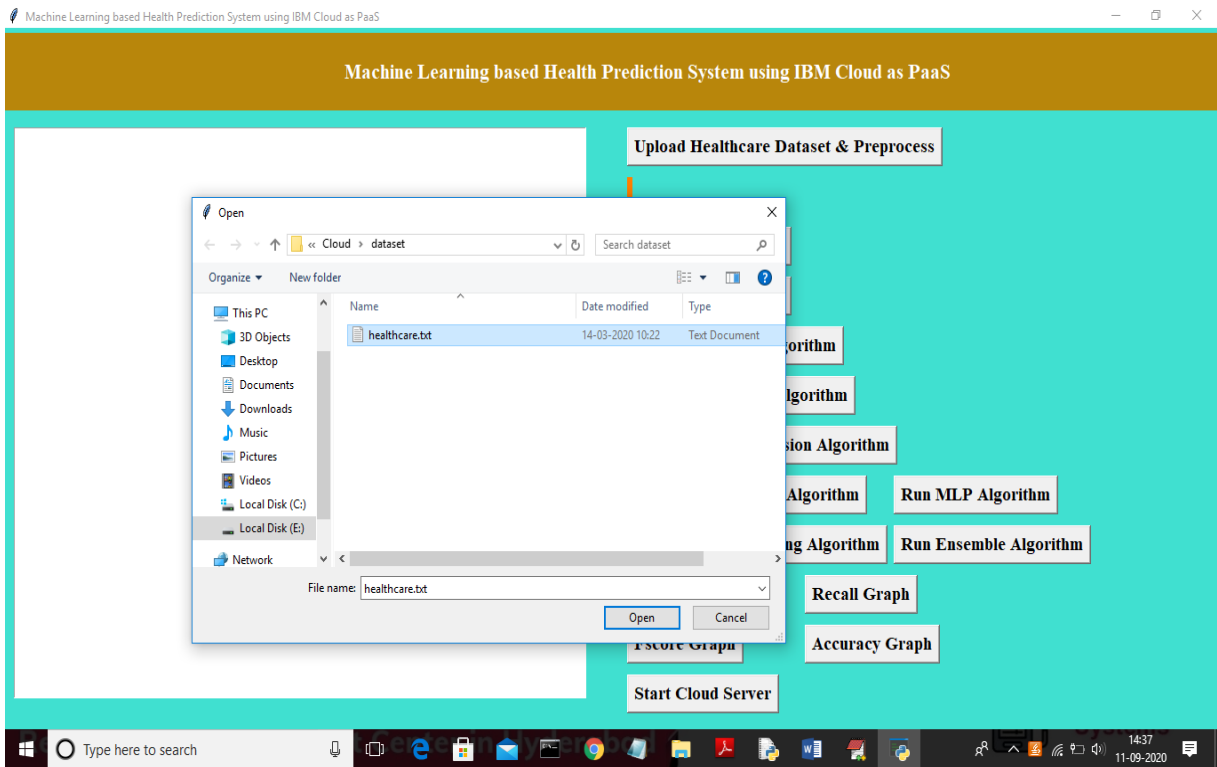 Machine Learning based Health Prediction System using IBM Cloud as PaaS
Machine Learning based Health Prediction System using IBM Cloud as PaaS
Upload Healthcare Dataset & Preprocess
Open
« Cloud › dataset
Search dataset
Organize
New folder
Name
Date modified
Type
healthcare.txt
14-03-2020 10:22
Text Document
This PC
3D Objects
Desktop
Documents
Downloads
Music
Pictures
Videos
Local Disk (C:)
Local Disk (E:)
Network
File name:
healthcare.txt
Open
Cancel
orithm
lgorithm
sion Algorithm
Algorithm
Run MLP Algorithm
ng Algorithm
Run Ensemble Algorithm
Recall Graph
Fscore Graph
Accuracy Graph
Start Cloud Server
Type here to search
14:37
11-09-2020